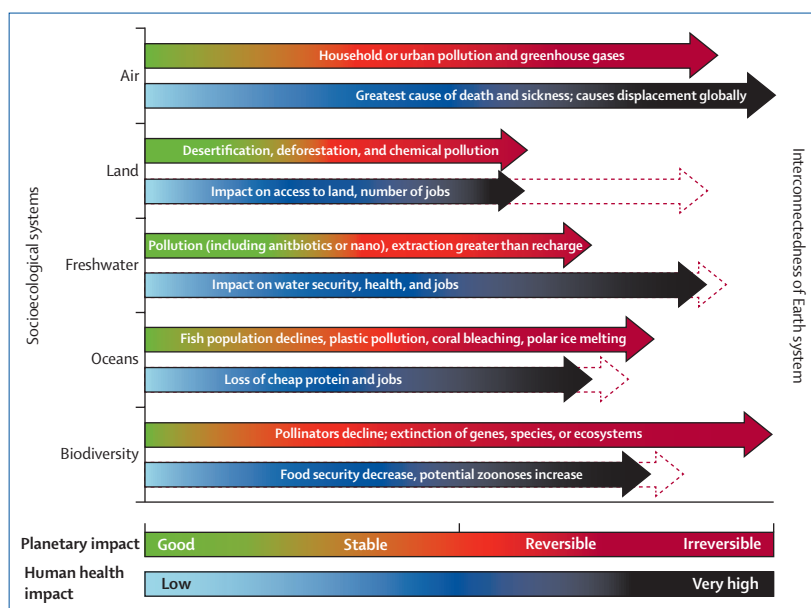 Socioecological systems
Interconnectedness of Earth system
Air
Household or urban pollution and greenhouse gases
Greatest cause of death and sickness; causes displacement globally
Land
Desertification, deforestation, and chemical pollution
Impact on access to land, number of jobs
Freshwater
Pollution (including anitbiotics or nano), extraction greater than recharge
Impact on water security, health, and jobs
Oceans
Fish population declines, plastic pollution, coral bleaching, polar ice melting
Loss of cheap protein and jobs
Biodiversity
Pollinators decline; extinction of genes, species, or ecosystems
Food security decrease, potential zoonoses increase
Planetary impact
Good Stable Reversible Irreversible
Human health
impact
Low Very high